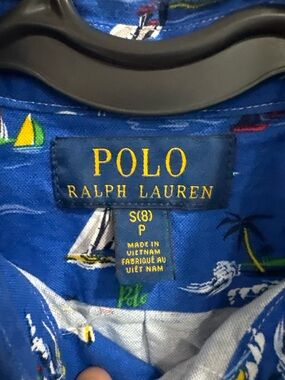 POLO
RALPH LAUREN
S(8)
P
MADE IN
VIETNAM
FABRIQUÉ AU
VIÊT NAM
Polo